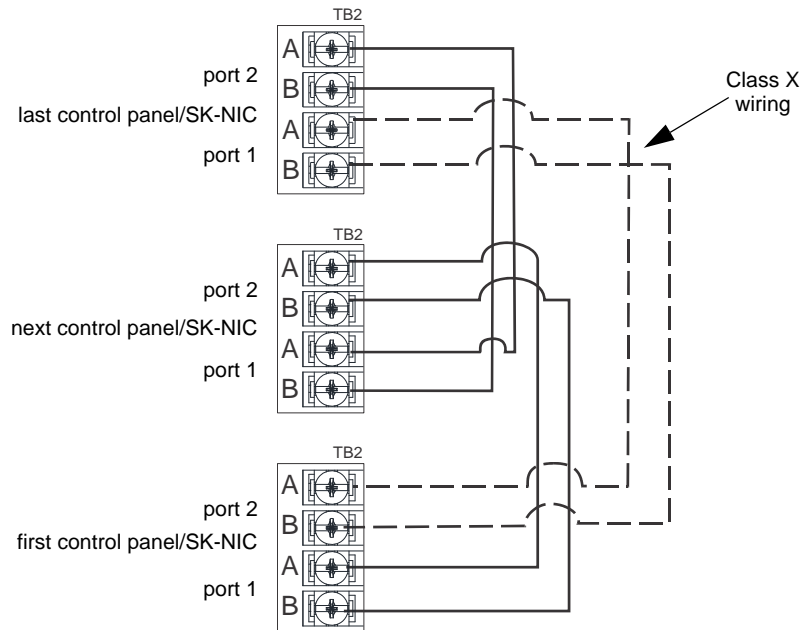 TB2
A
port 2
B
last control panel/SK-NIC
A
port 1
B
Class X
wiring
TB2
A
port 2
B
next control panel/SK-NIC
A
port 1
B
TB2
A
port 2
B
first control panel/SK-NIC
A
port 1
B